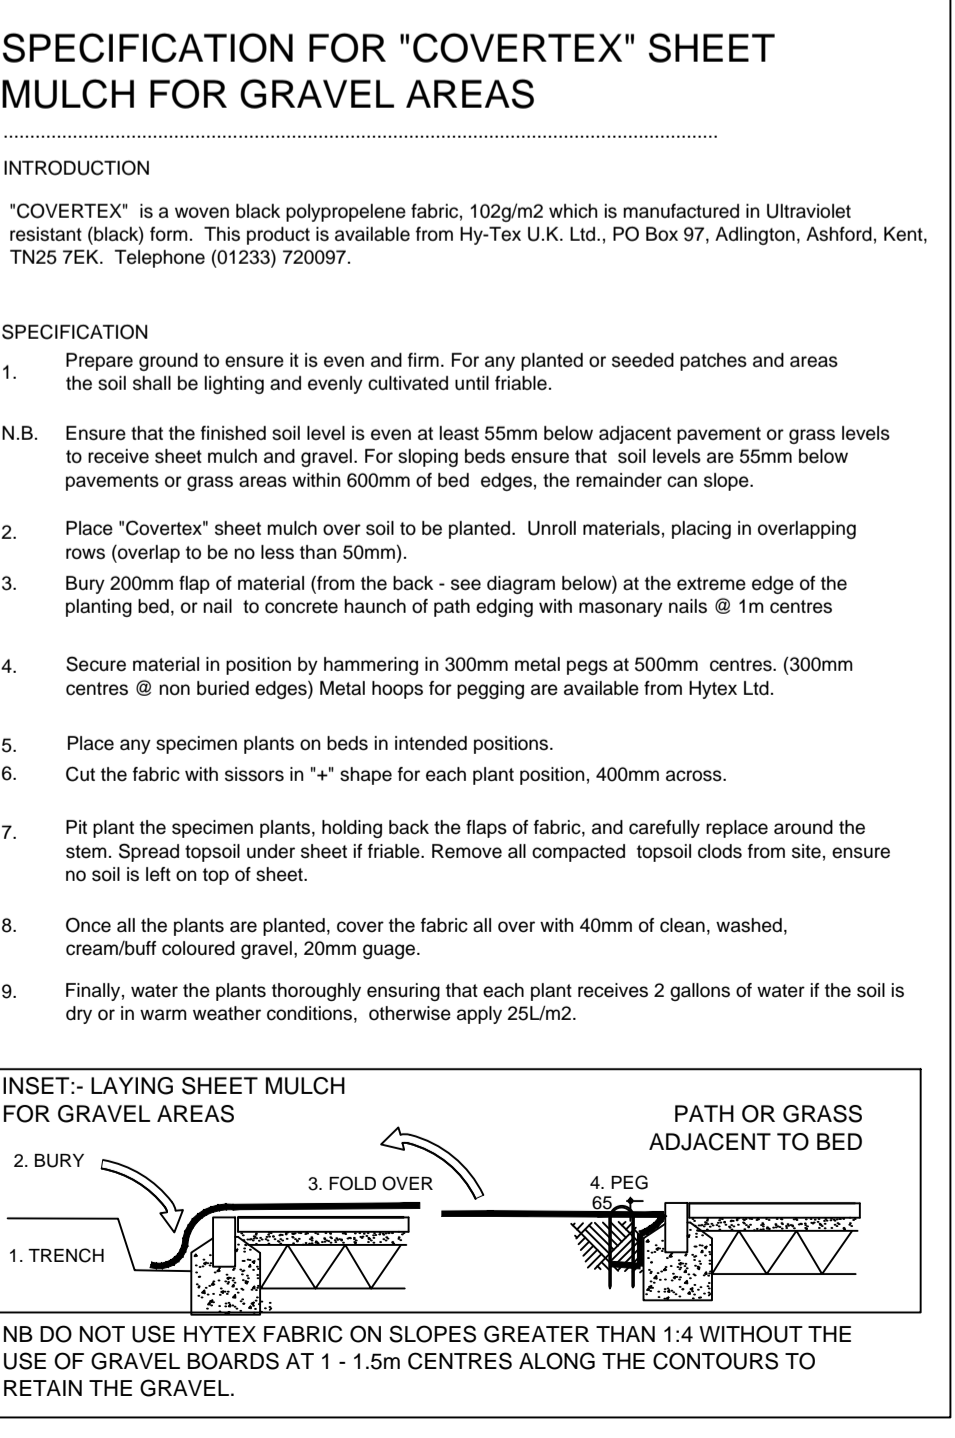 SPECIFICATION FOR "COVERTEX" SHEET
MULCH FOR GRAVEL AREAS
INTRODUCTION
"COVERTEX" is a woven black polypropelene fabric, 102g/m2 which is manufactured in Ultraviolet
resistant (black) form. This product is available from Hy-Tex U.K. Ltd., PO Box 97, Adlington, Ashford, Kent,
TN25 7EK. Telephone (01233) 720097.
SPECIFICATION
1. Prepare ground to ensure it is even and firm. For any planted or seeded patches and areas
the soil shall be lighting and evenly cultivated until friable.
N.B. Ensure that the finished soil level is even at least 55mm below adjacent pavement or grass levels
to receive sheet mulch and gravel. For sloping beds ensure that soil levels are 55mm below
pavements or grass areas within 600mm of bed edges, the remainder can slope.
2. Place "Covertex" sheet mulch over soil to be planted. Unroll materials, placing in overlapping
rows (overlap to be no less than 50mm).
3. Bury 200mm flap of material (from the back - see diagram below) at the extreme edge of the
planting bed, or nail to concrete haunch of path edging with masonary nails @ 1m centres
4. Secure material in position by hammering in 300mm metal pegs at 500mm centres. (300mm
centres @ non buried edges) Metal hoops for pegging are available from Hytex Ltd.
5. Place any specimen plants on beds in intended positions.
6. Cut the fabric with sissors in "+" shape for each plant position, 400mm across.
7. Pit plant the specimen plants, holding back the flaps of fabric, and carefully replace around the
stem. Spread topsoil under sheet if friable. Remove all compacted topsoil clods from site, ensure
no soil is left on top of sheet.
8. Once all the plants are planted, cover the fabric all over with 40mm of clean, washed,
cream/buff coloured gravel, 20mm guage.
9. Finally, water the plants thoroughly ensuring that each plant receives 2 gallons of water if the soil is
dry or in warm weather conditions, otherwise apply 25L/m2.
INSET:- LAYING SHEET MULCH
FOR GRAVEL AREAS
PATH OR GRASS
ADJACENT TO BED
2. BURY
3. FOLD OVER
4. PEG
65
1. TRENCH
NB DO NOT USE HYTEX FABRIC ON SLOPES GREATER THAN 1:4 WITHOUT THE
USE OF GRAVEL BOARDS AT 1 - 1.5m CENTRES ALONG THE CONTOURS TO
RETAIN THE GRAVEL.